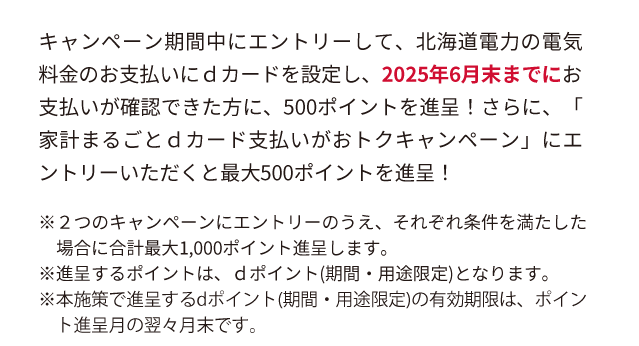 キャンペーン期間中にエントリーして、北海道電力の電気
料金のお支払いにｄカードを設定し、2025年6月末までにお
支払いが確認できた方に、500ポイントを進呈！さらに、「
家計まるごとｄカード支払いがおトクキャンペーン」にエ
ントリーいただくと最大500ポイントを進呈！
※２つのキャンペーンにエントリーのうえ、それぞれ条件を満たした
場合に合計最大1,000ポイント進呈します。
※進呈するポイントは、ｄポイント(期間・用途限定)となります。
※本施策で進呈するdポイント(期間・用途限定)の有効期限は、ポイン
ト進呈月の翌々月末です。